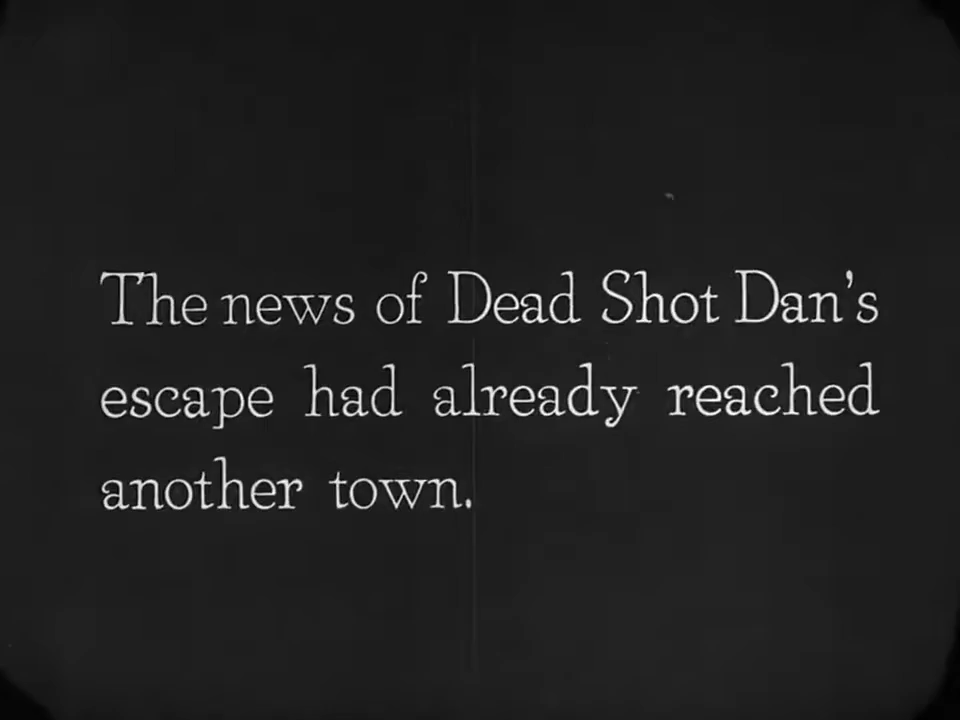 The news of Dead Shot Dan's
escape had already reached
another town.